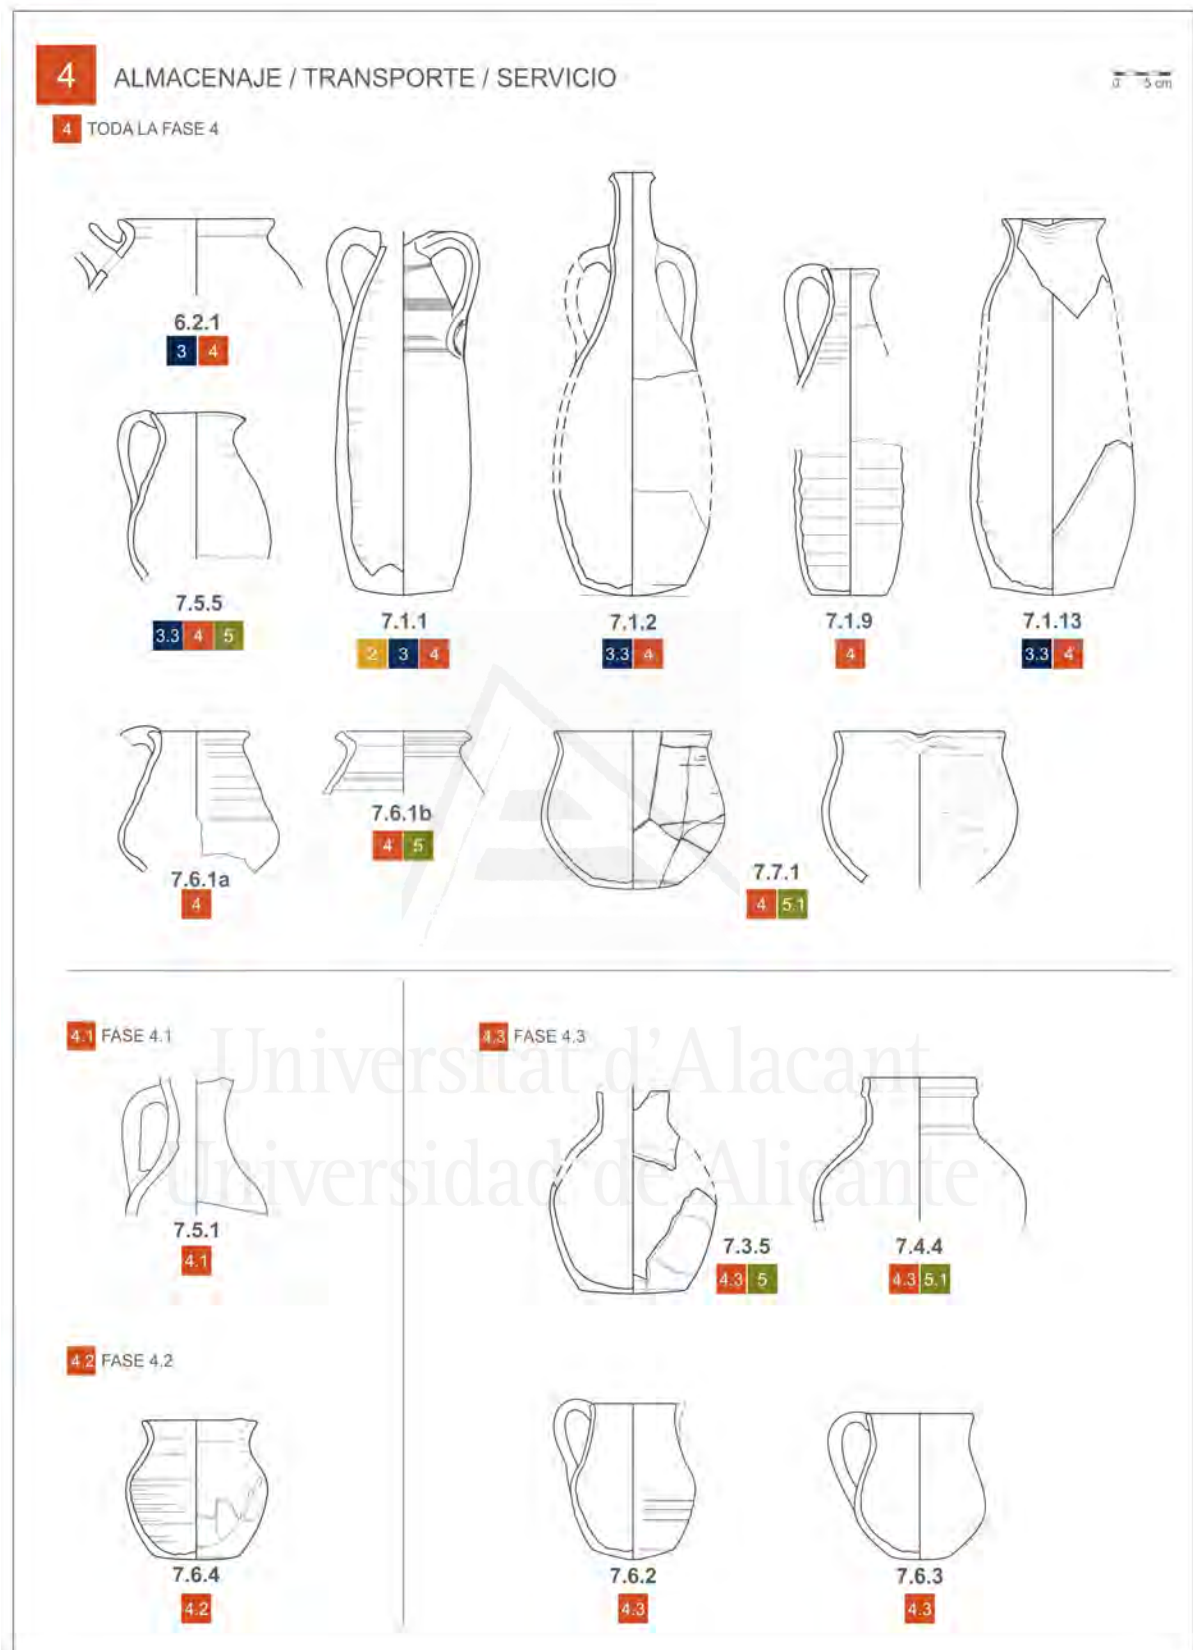 4 ALMACENAJE / TRANSPORTE / SERVICIO
0 5 cm
4 TODA LA FASE 4
6.2.1
3 4
7.5.5
3.3 4 5
7.1.1
2 3 4
7.1.2
3.3 4
7.1.9
4
7.1.13
3.3 4
7.6.1a
4
7.6.1b
4 5
7.7.1
4 5.1
4.1 FASE 4.1
7.5.1
4.1
4.2 FASE 4.2
7.6.4
4.2
4.3 FASE 4.3
7.3.5
4.3 5
7.4.4
4.3 5.1
7.6.2
4.3
7.6.3
4.3
Universitat d'Alacant
Universidad de Alicante